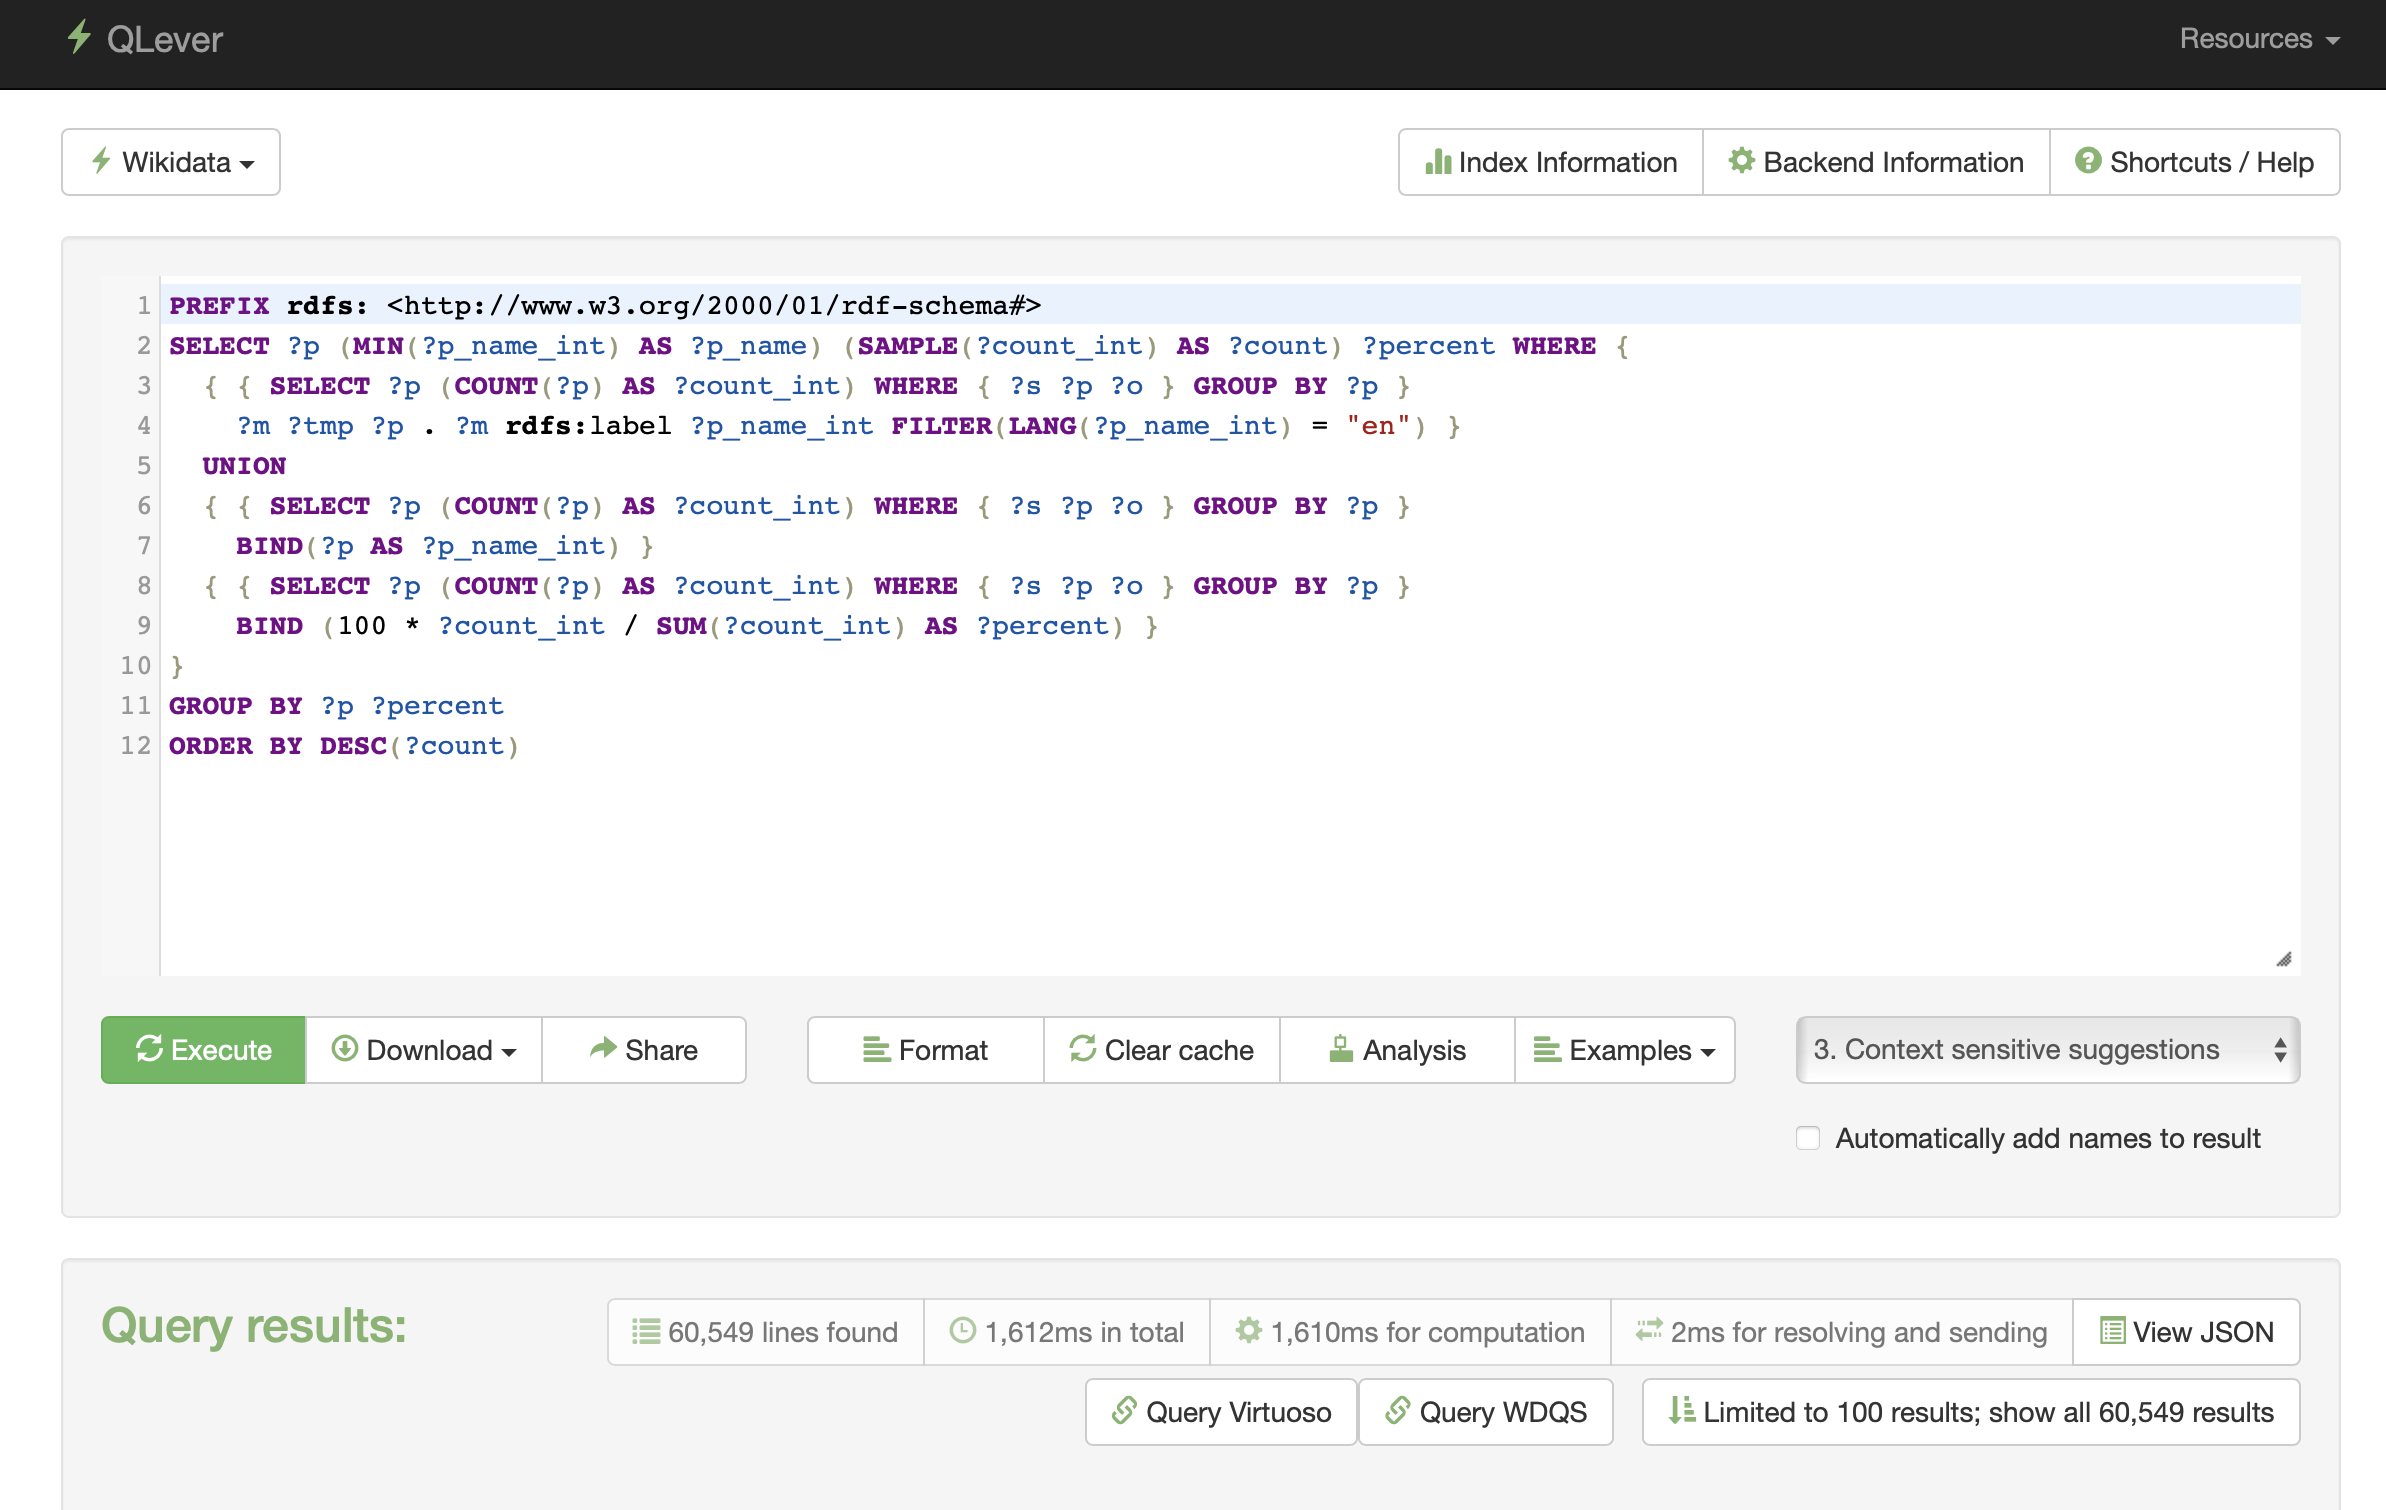 QLever
Resources
Wikidata
Index Information
Backend Information
Shortcuts / Help
1 PREFIX rdfs: <http://www.w3.org/2000/01/rdf-schema#>
2 SELECT ?p (MIN(?p_name_int) AS ?p_name) (SAMPLE(?count_int) AS ?count) ?percent WHERE {
3 { { SELECT ?p (COUNT(?p) AS ?count_int) WHERE { ?s ?p ?o } GROUP BY ?p }
4 ?m ?tmp ?p . ?m rdfs:label ?p_name_int FILTER(LANG(?p_name_int) = "en") }
5 UNION
6 { { SELECT ?p (COUNT(?p) AS ?count_int) WHERE { ?s ?p ?o } GROUP BY ?p }
7 BIND(?p AS ?p_name_int) }
8 { { SELECT ?p (COUNT(?p) AS ?count_int) WHERE { ?s ?p ?o } GROUP BY ?p }
9 BIND (100 * ?count_int / SUM(?count_int) AS ?percent) }
10 }
11 GROUP BY ?p ?percent
12 ORDER BY DESC(?count)
Execute
Download
Share
Format
Clear cache
Analysis
Examples
3. Context sensitive suggestions
Automatically add names to result
Query results:
60,549 lines found
1,612ms in total
1,610ms for computation
2ms for resolving and sending
View JSON
Query Virtuoso
Query WDQS
Limited to 100 results; show all 60,549 results